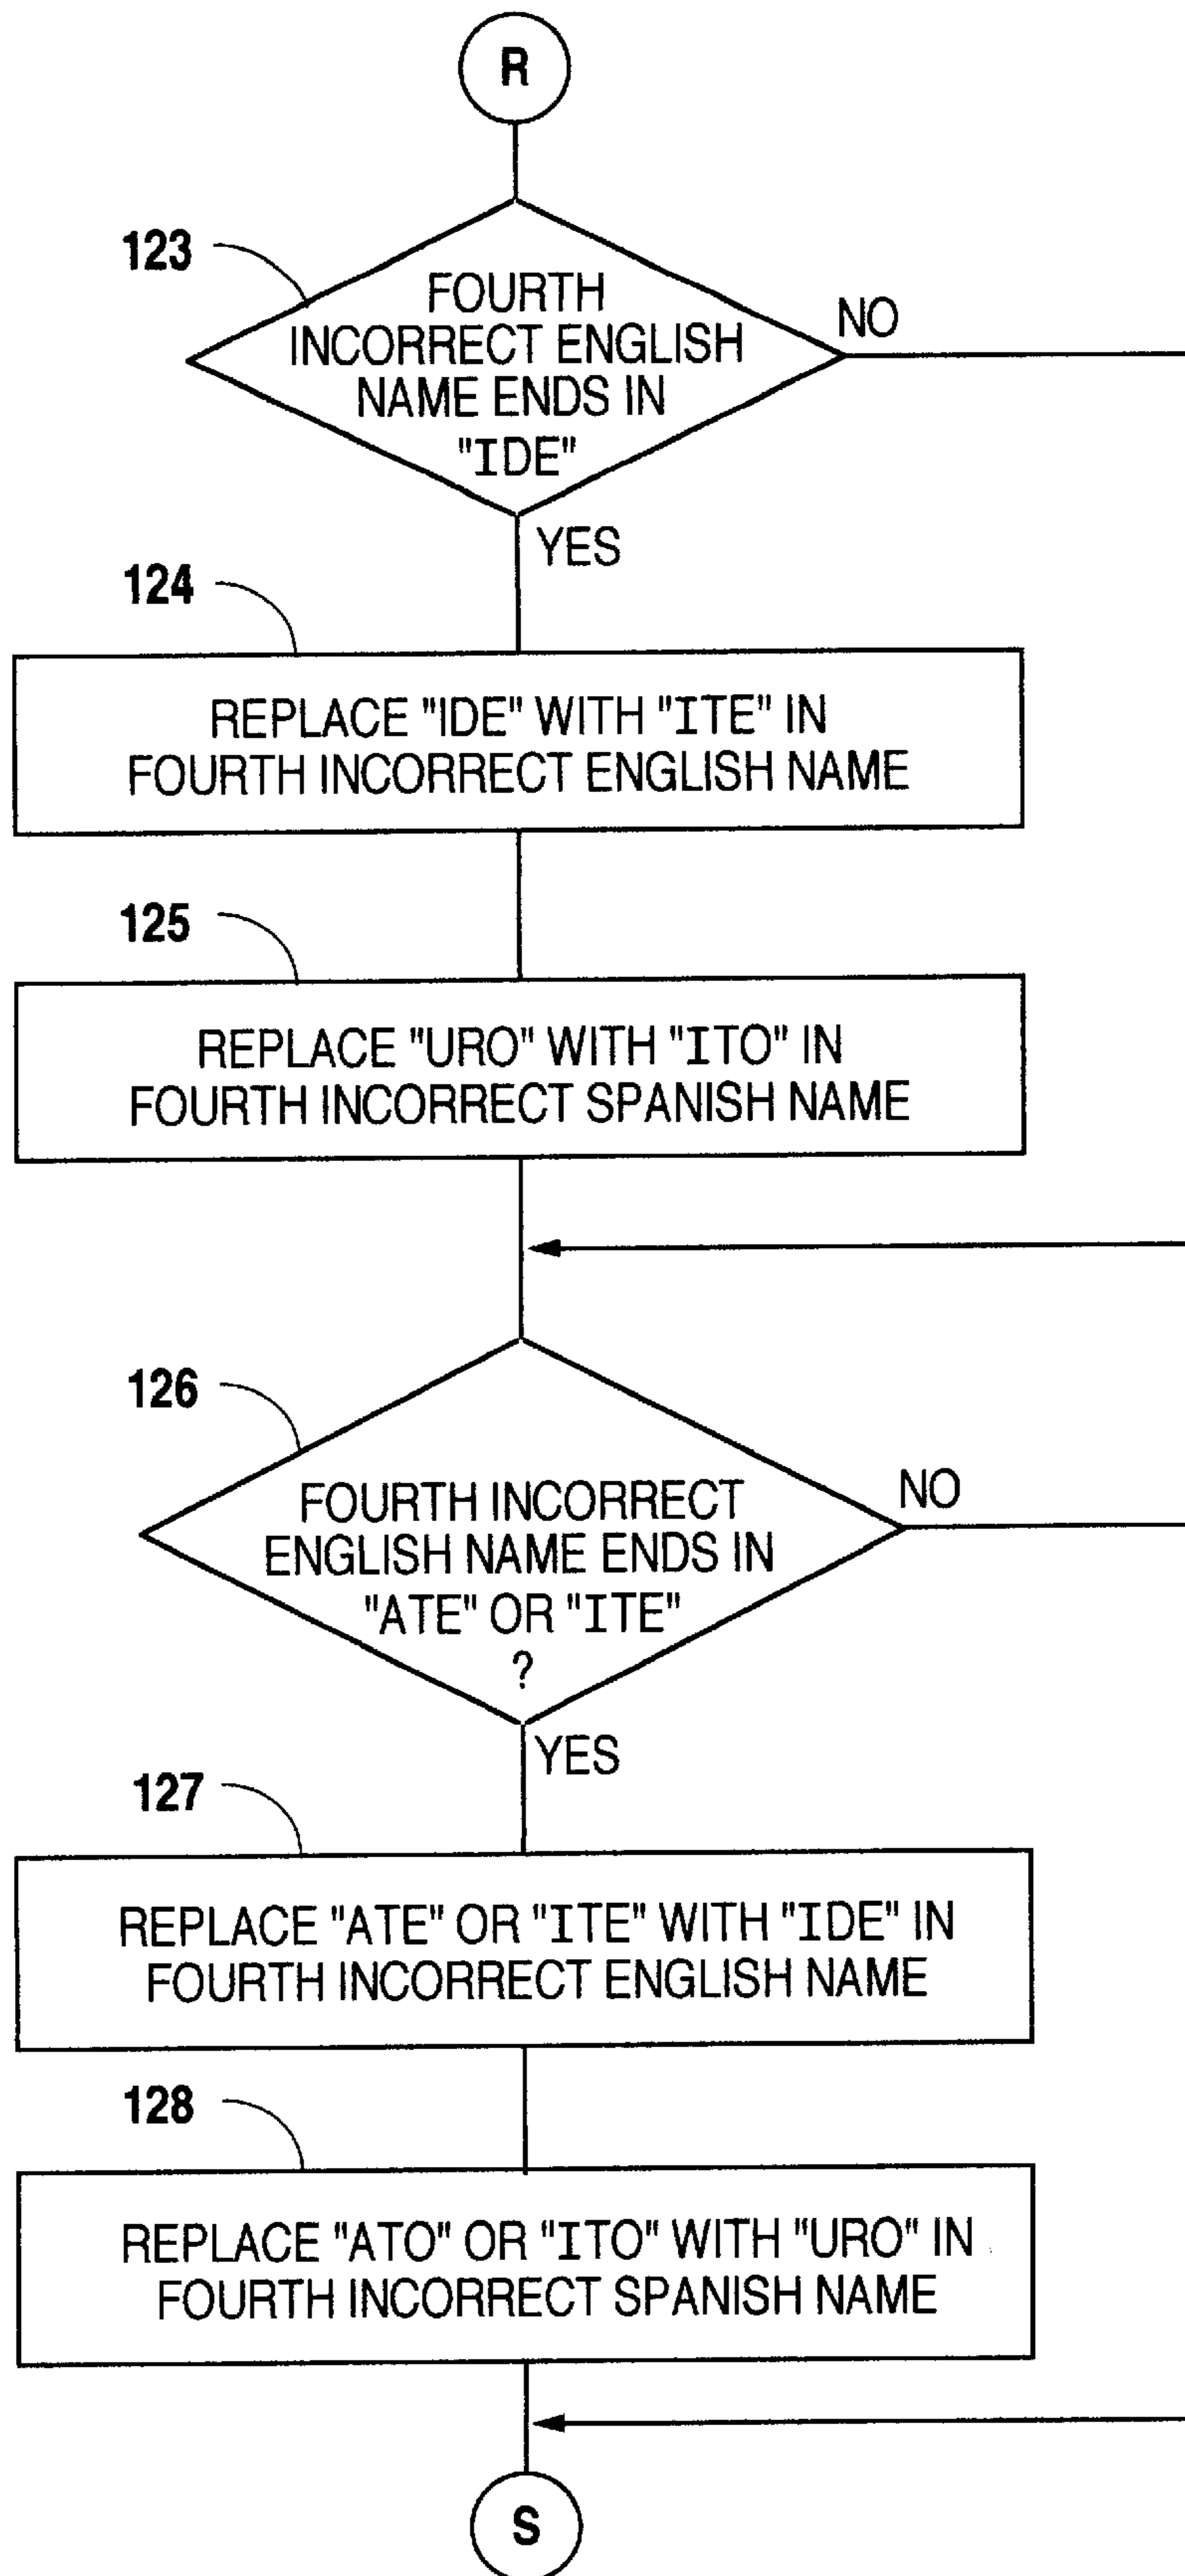 R
123
FOURTH
INCORRECT ENGLISH
NAME ENDS IN
"IDE"
NO
YES
124
REPLACE "IDE" WITH "ITE" IN
FOURTH INCORRECT ENGLISH NAME
125
REPLACE "URO" WITH "ITO" IN
FOURTH INCORRECT SPANISH NAME
126
FOURTH INCORRECT
ENGLISH NAME ENDS IN
"ATE" OR "ITE"
?
NO
YES
127
REPLACE "ATE" OR "ITE" WITH "IDE" IN
FOURTH INCORRECT ENGLISH NAME
128
REPLACE "ATO" OR "ITO" WITH "URO" IN
FOURTH INCORRECT SPANISH NAME
S